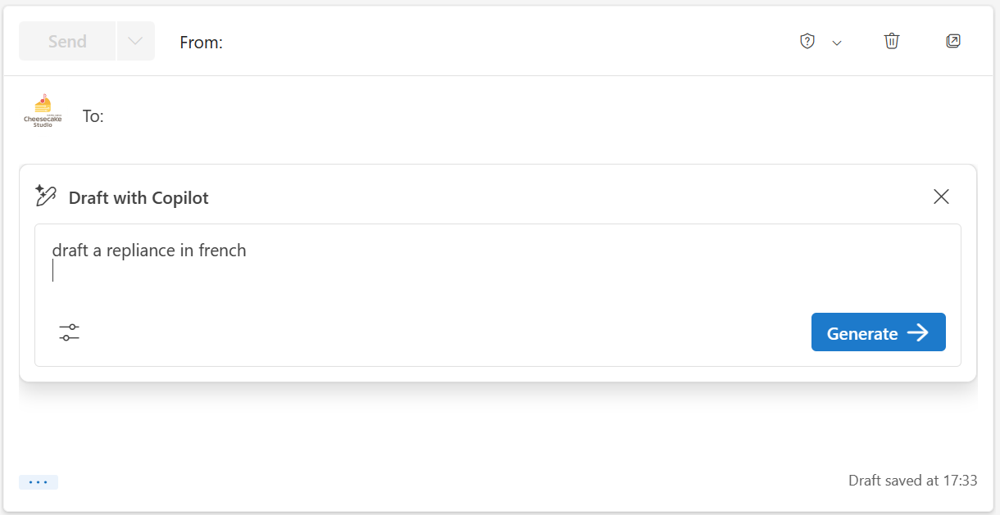 Send
From:
Cheesecake
Studio
To:
Draft with Copilot
draft a repliance in french
Generate
Draft saved at 17:33